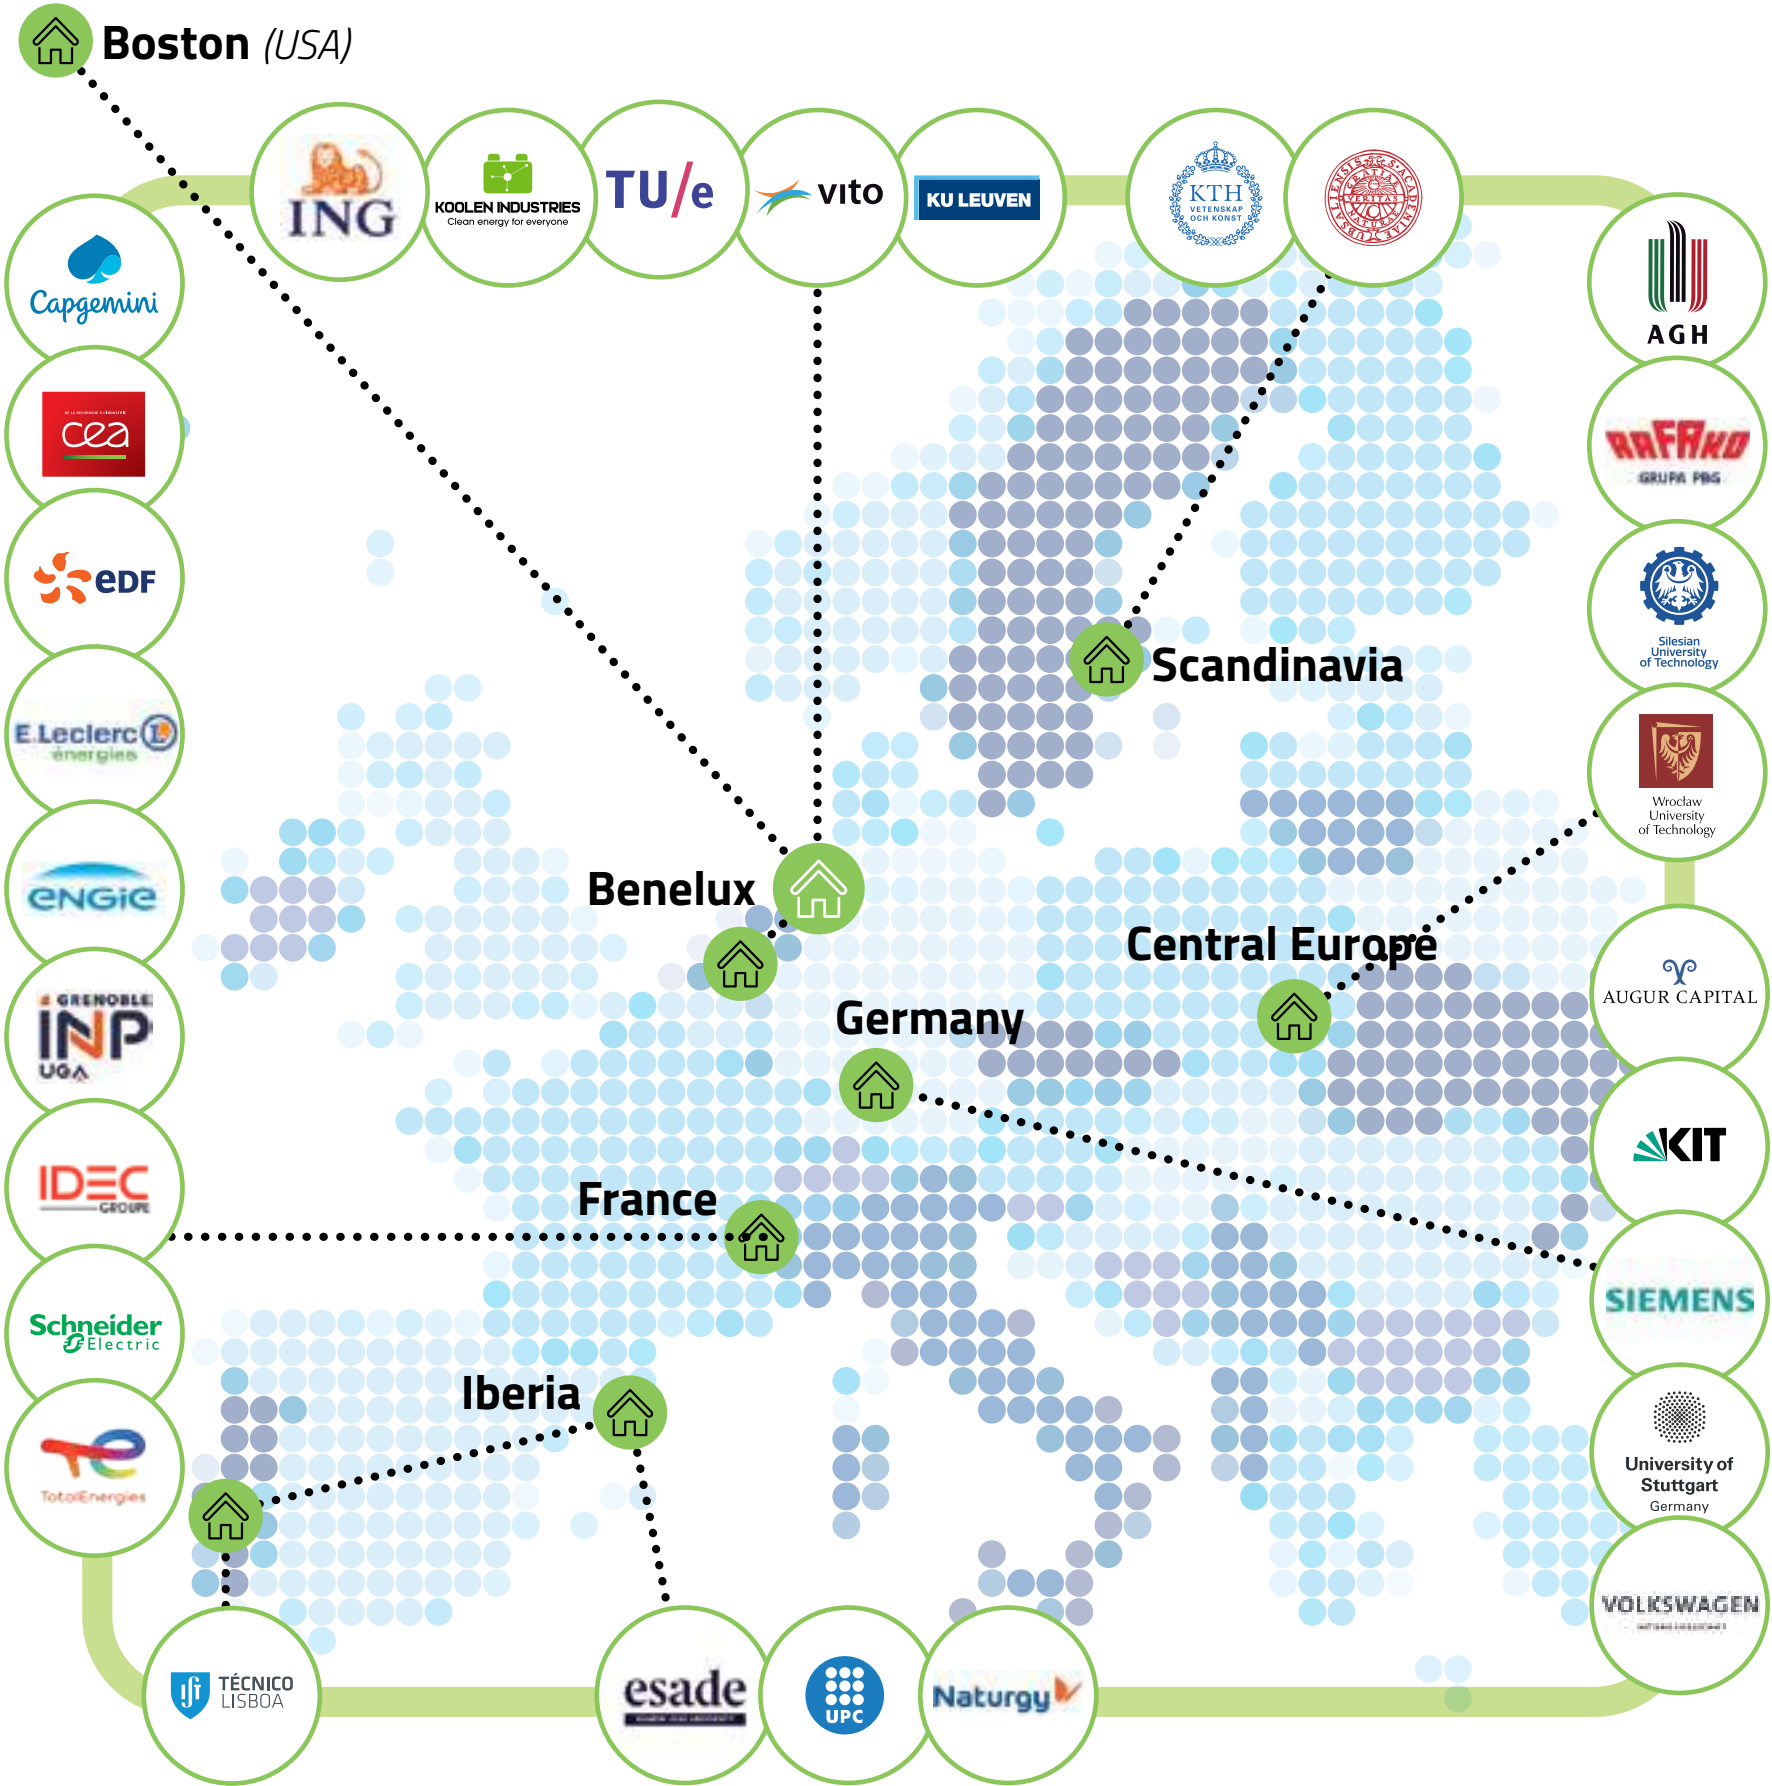 Boston (USA)
ING
KOOLEN INDUSTRIES
Clean energy for everyone
TU/e
vito
KU LEUVEN
KTH
VETENSKAP
OCH KONST
Capgemini
cea
eDF
E.Leclerc L
énergies
ENGIE
GRENOBLE
INP
UGA
IDEC
GROUPE
Schneider
Electric
TotalEnergies
AGH
RAFAKO
GRUPA PBG
Silesian
University
of Technology
Wrocław
University
of Technology
AUGUR CAPITAL
KIT
SIEMENS
University of
Stuttgart
Germany
VOLKSWAGEN
Scandinavia
Benelux
Central Europe
Germany
France
Iberia
TÉCNICO
LISBOA
esade
UPC
Naturgy